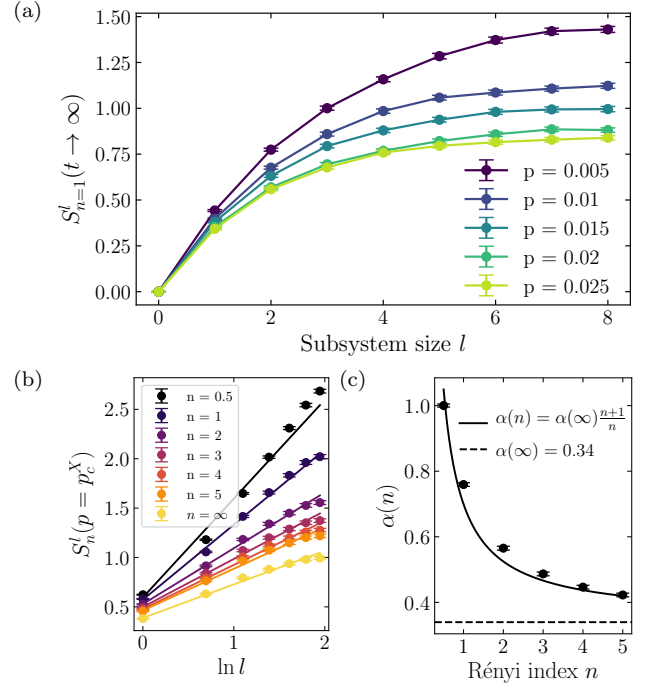 (a)
1.50
1.25
1.00
0.75
0.50
0.25
0.00
S^l_{n=1}(t → ∞)
p = 0.005
p = 0.01
p = 0.015
p = 0.02
p = 0.025
0 2 4 6 8
Subsystem size l
(b)
2.5
2.0
1.5
1.0
0.5
S^l_n(p = p^X_c)
n = 0.5
n = 1
n = 2
n = 3
n = 4
n = 5
n = ∞
0 1 2
ln l
(c)
1.0
0.8
0.6
0.4
α(n)
α(n) = α(∞) \frac{n+1}{n}
α(∞) = 0.34
1 2 3 4 5
Rényi index n